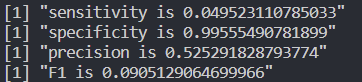 [1] "sensitivity is 0.049523110785033"
[1] "specificity is 0.99555490781899"
[1] "precision is 0.525291828793774"
[1] "F1 is 0.0905129064699966"